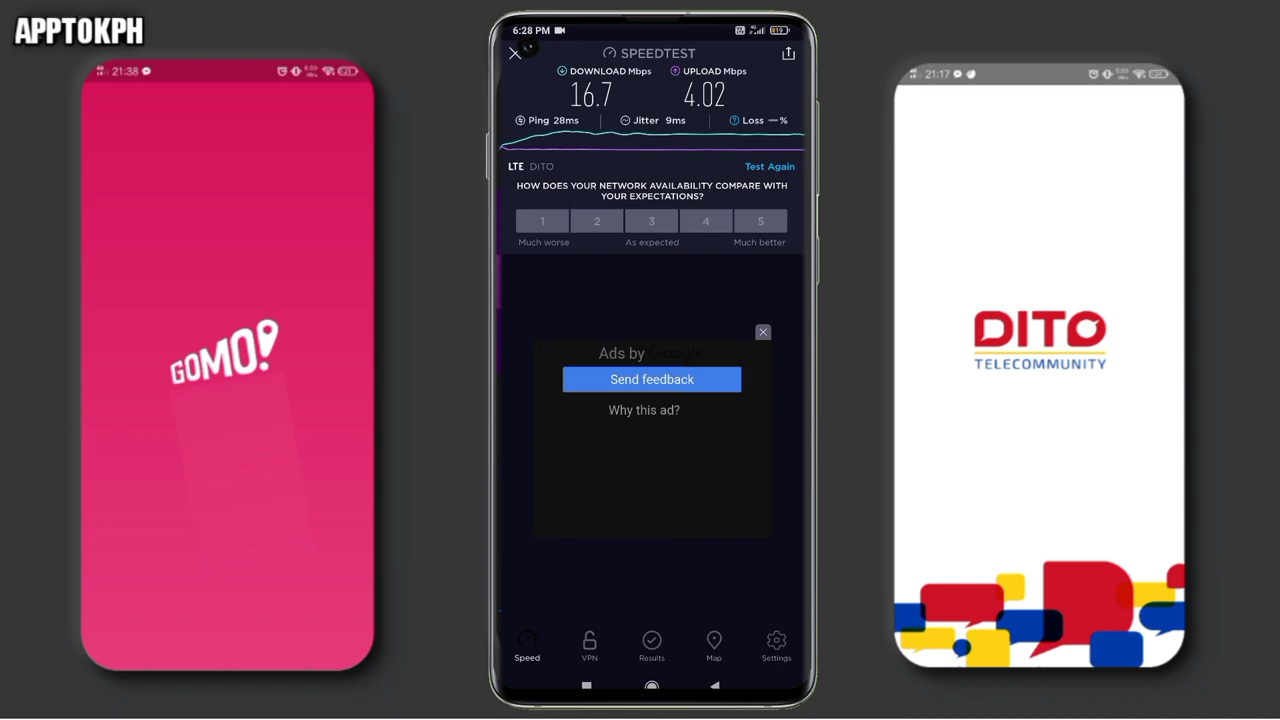 APPTOKPH
21:38
GOMO!
6:28 PM
SPEEDTEST
DOWNLOAD Mbps
UPLOAD Mbps
16.7
4.02
Ping 28ms
Jitter 9ms
Loss — %
LTE DITO
Test Again
HOW DOES YOUR NETWORK AVAILABILITY COMPARE WITH
YOUR EXPECTATIONS?
1 2 3 4 5
Much worse As expected Much better
Ads by Google
Send feedback
Why this ad?
Speed VPN Results Map Settings
21:17
DITO
TELECOMMUNITY